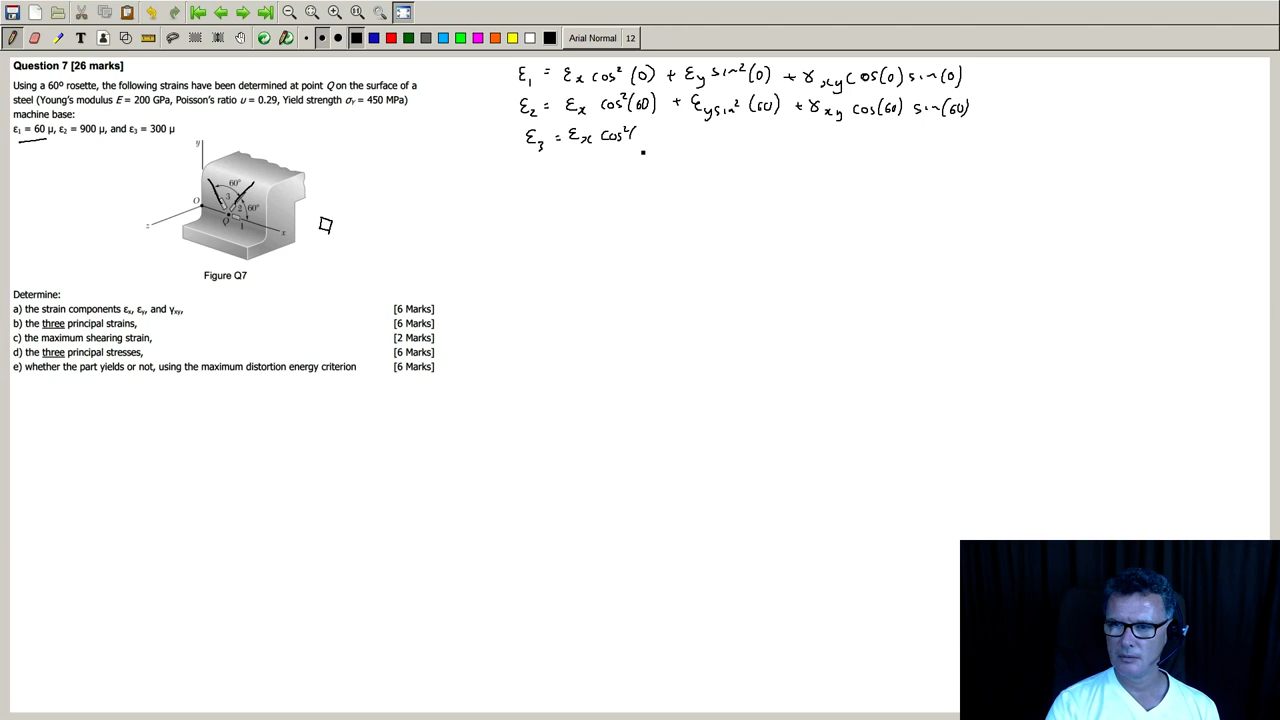 Arial Normal 12
Question 7 [26 marks]
Using a 60º rosette, the following strains have been determined at point Q on the surface of a
steel (Young's modulus E = 200 GPa, Poisson's ratio υ = 0.29, Yield strength σY = 450 MPa)
machine base:
ε1 = 60 µ, ε2 = 900 µ, and ε3 = 300 µ
y
60°
3
O
2 60°
Q
1
x
z
Figure Q7
Determine:
a) the strain components εx, εy, and γxy, [6 Marks]
b) the three principal strains, [6 Marks]
c) the maximum shearing strain, [2 Marks]
d) the three principal stresses, [6 Marks]
e) whether the part yields or not, using the maximum distortion energy criterion [6 Marks]
ε1 = εx cos²(0) + εy sin²(0) + γxy cos(0) sin(0)
ε2 = εx cos²(60) + εy sin²(60) + γxy cos(60) sin(60)
ε3 = εx cos²(